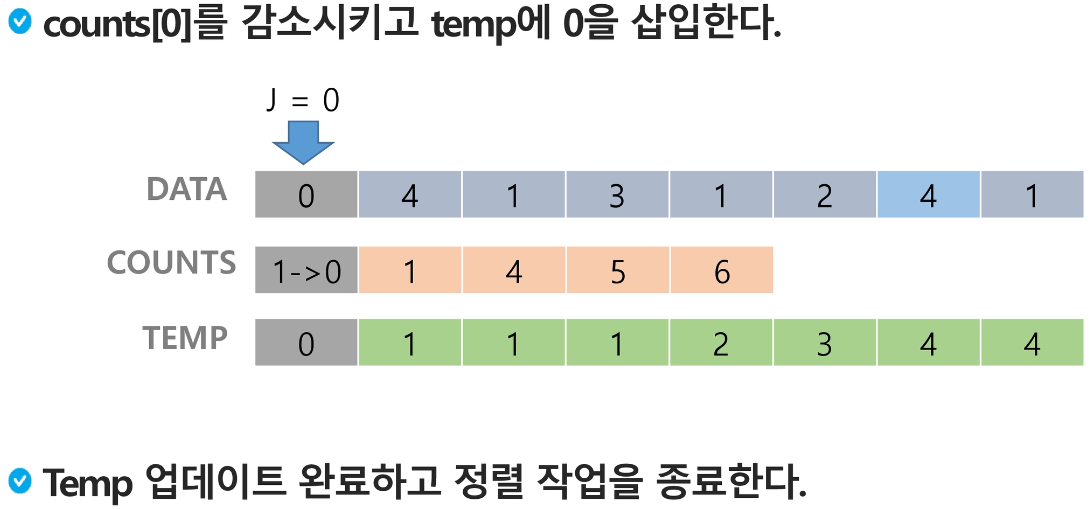 counts[0]를 감소시키고 temp에 0을 삽입한다.
J = 0
DATA 0 4 1 3 1 2 4 1
COUNTS 1->0 1 4 5 6
TEMP 0 1 1 1 2 3 4 4
Temp 업데이트 완료하고 정렬 작업을 종료한다.